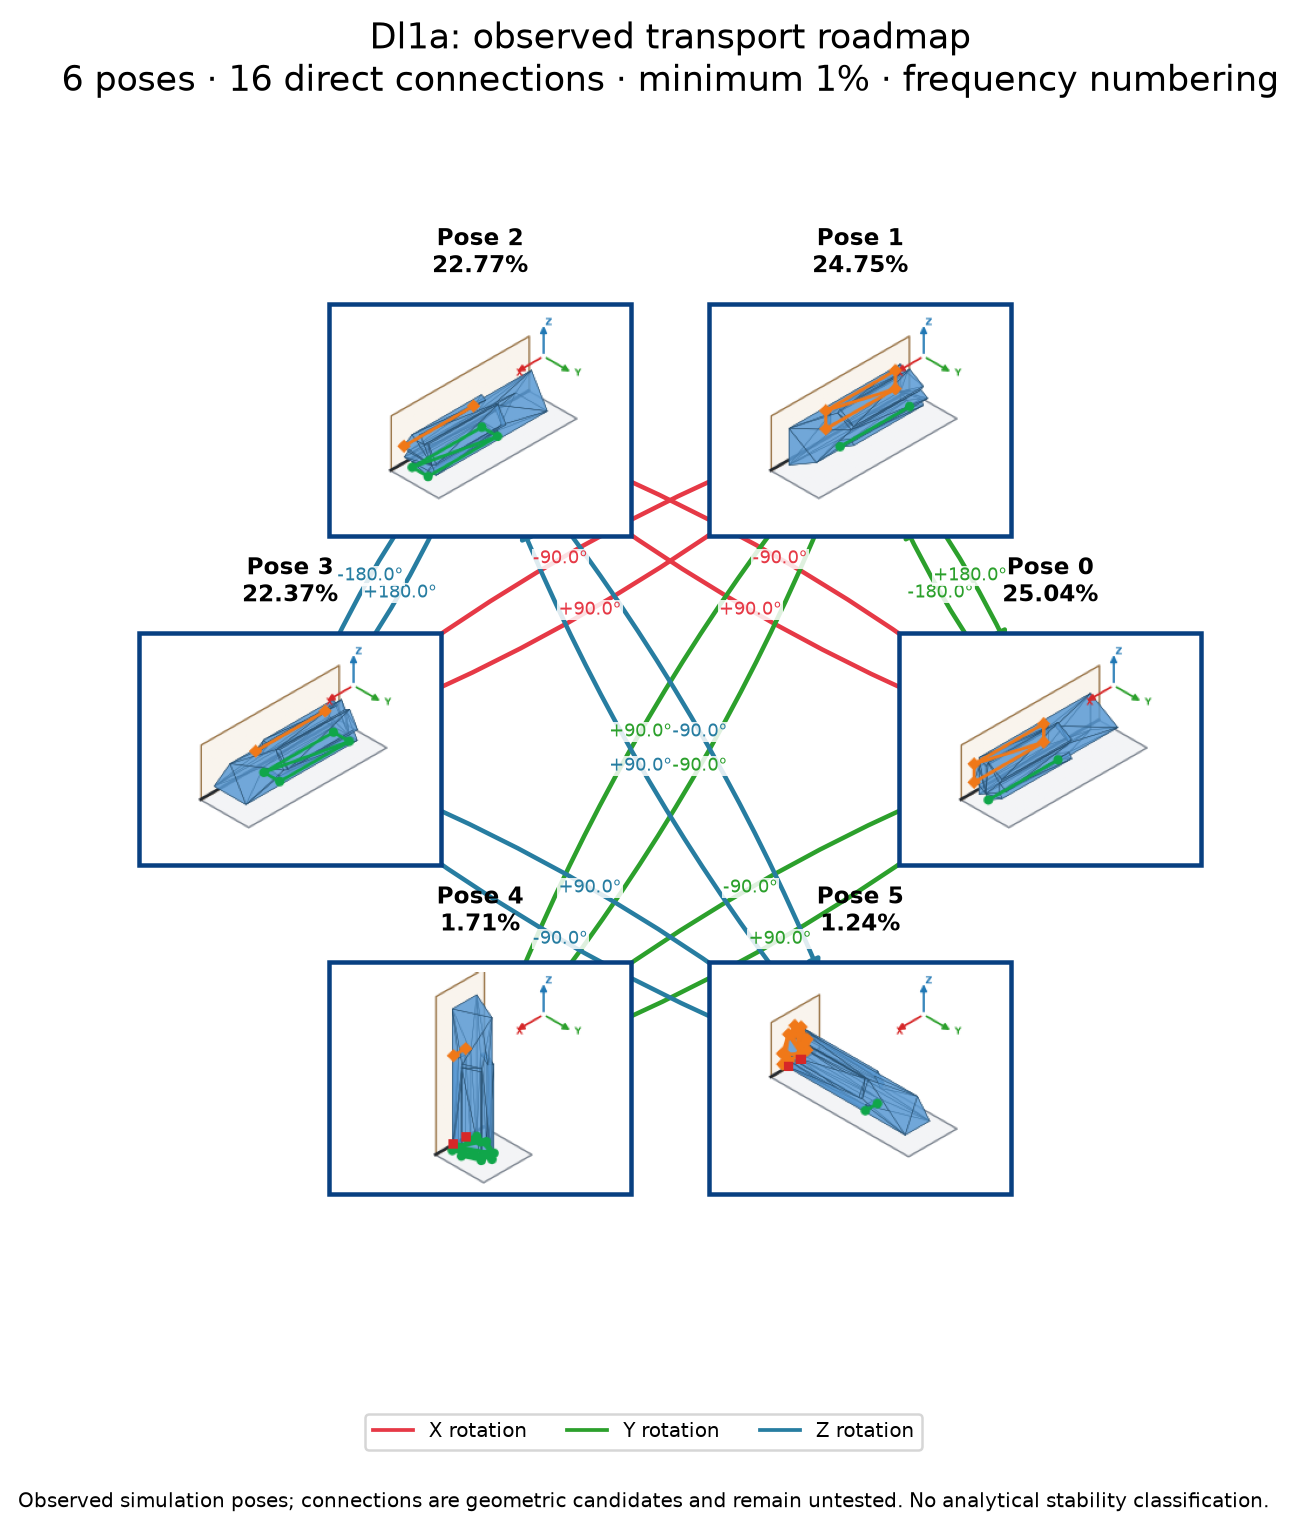 Dl1a: observed transport roadmap
6 poses · 16 direct connections · minimum 1% · frequency numbering
Pose 2
22.77%
Pose 1
24.75%
Z
X
Y
Z
X
Y
-90.0°
-90.0°
Pose 3
22.37%
-180.0°
+180.0°
+180.0°
-180.0°
Pose 0
25.04%
+90.0°
+90.0°
Z
X
Y
Z
X
Y
+90.0°
-90.0°
+90.0°
-90.0°
+90.0°
-90.0°
Pose 4
1.71%
Pose 5
1.24%
-90.0°
+90.0°
Z
X
Y
Z
X
Y
X rotation
Y rotation
Z rotation
Observed simulation poses; connections are geometric candidates and remain untested. No analytical stability classification.